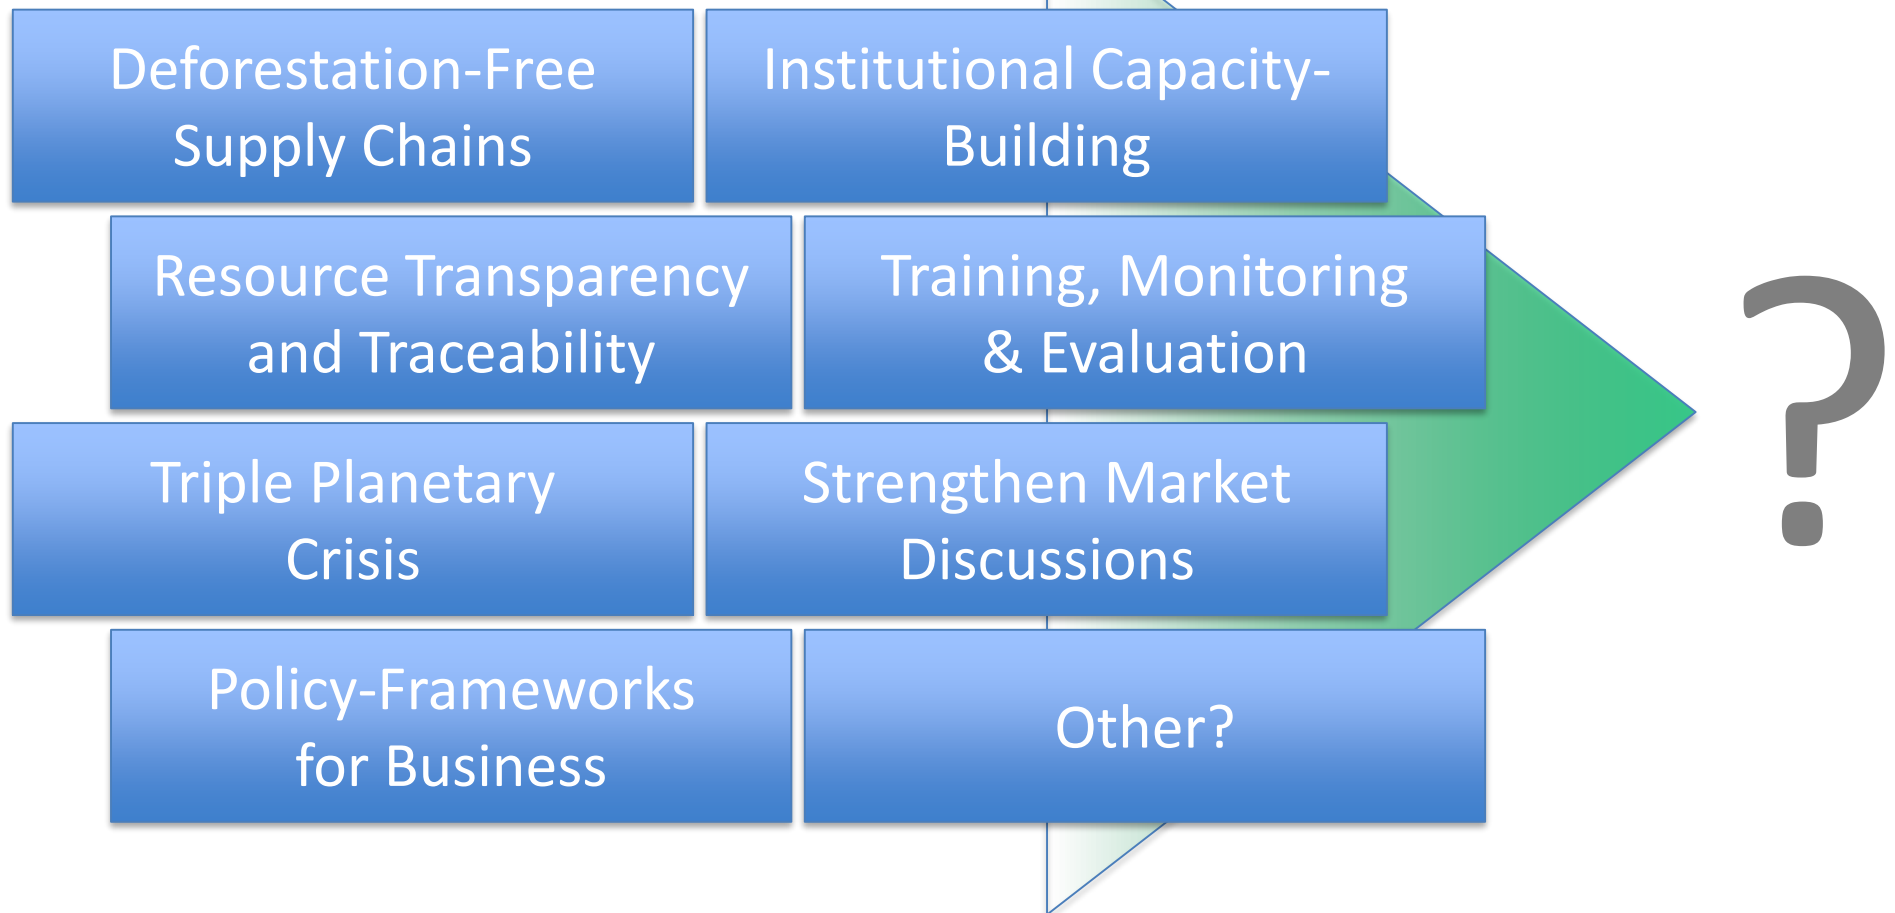 Deforestation-Free
Supply Chains
Institutional Capacity-
Building
Resource Transparency
and Traceability
Training, Monitoring
& Evaluation
Triple Planetary
Crisis
Strengthen Market
Discussions
Policy-Frameworks
for Business
Other?
?